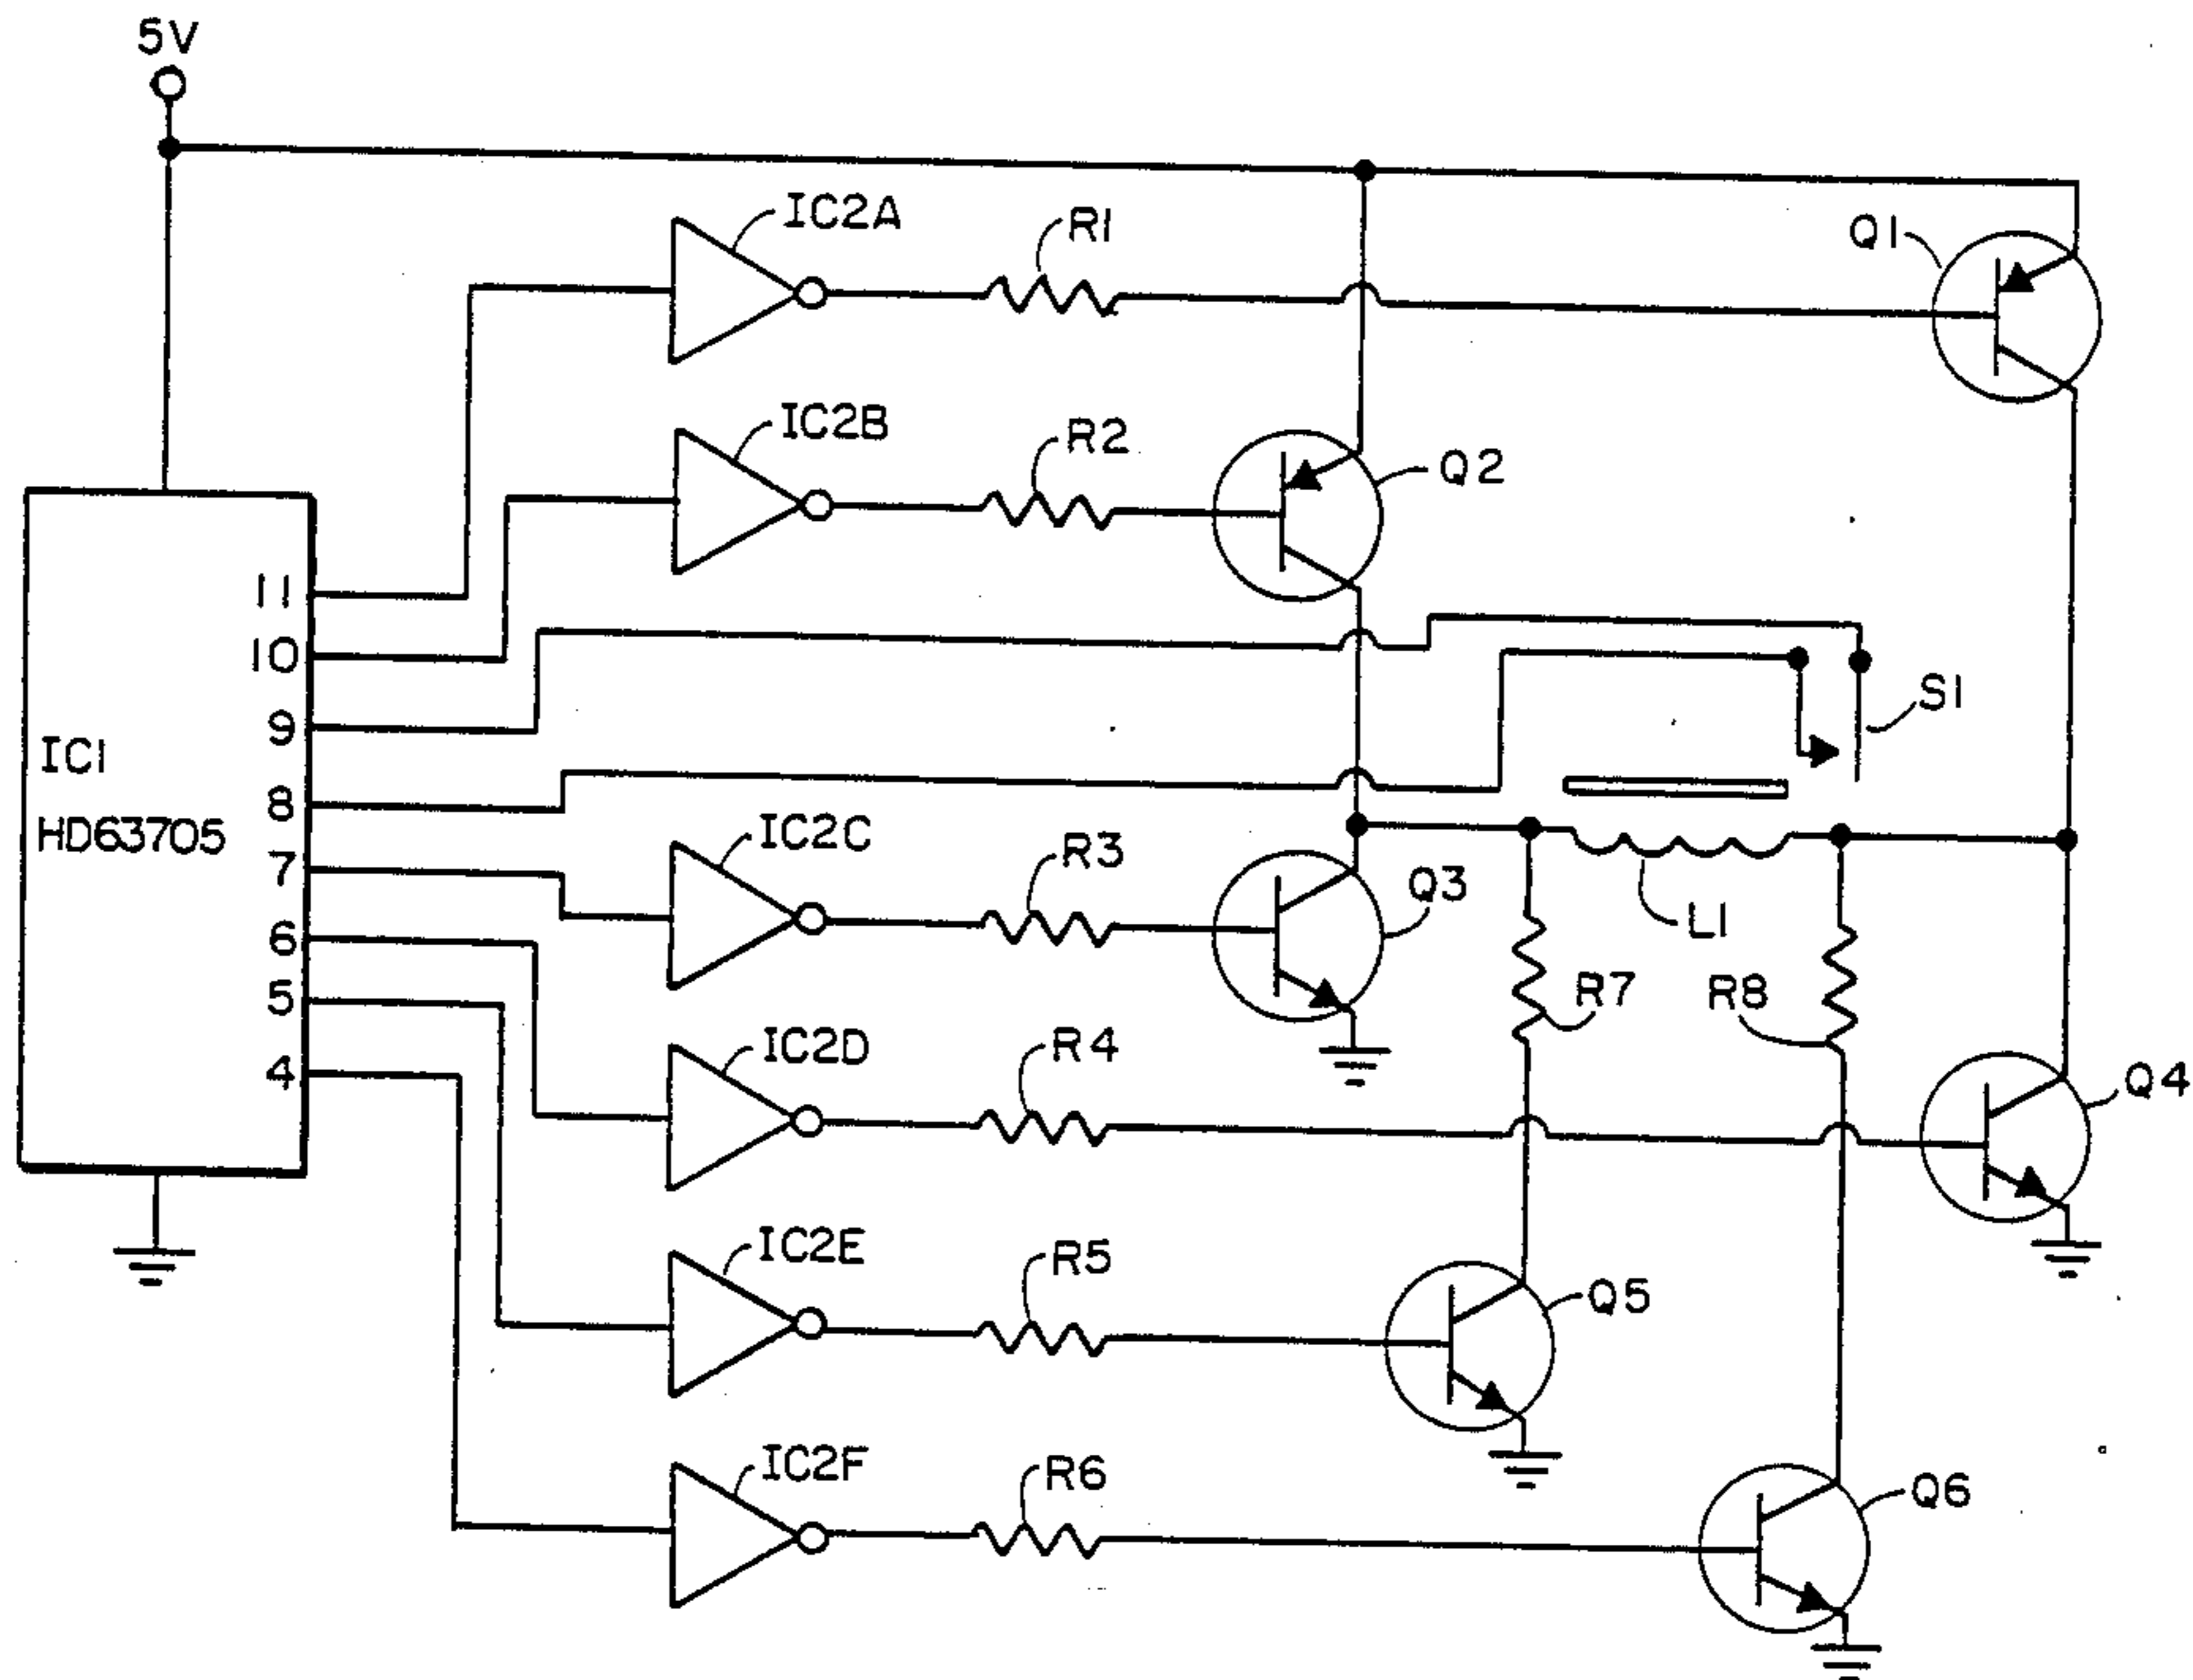 5V
IC2A
R1
Q1
IC2B
R2
Q2
11
10
9
S1
IC1
8
HD63705
IC2C
R3
7
Q3
L1
6
R7
R8
5
IC2D
R4
4
Q4
IC2E
R5
Q5
IC2F
R6
Q6